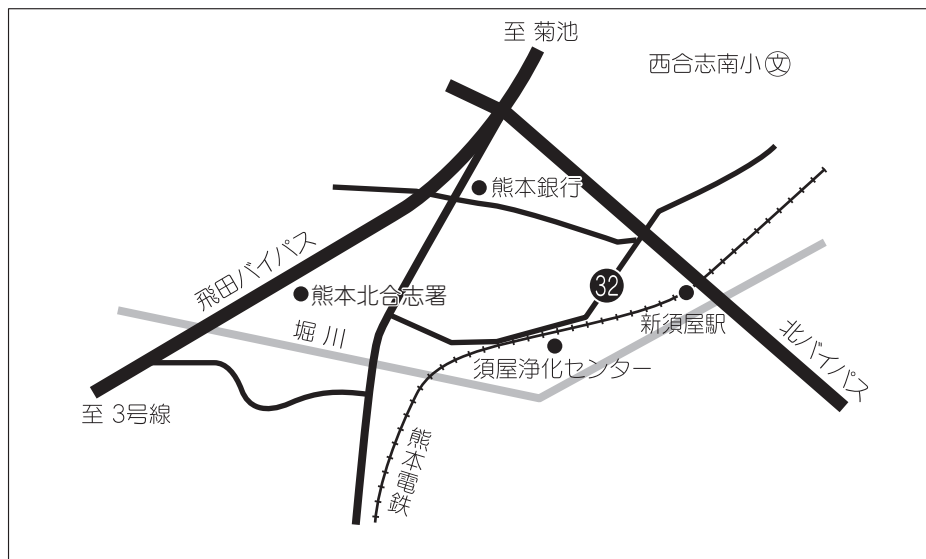 至 菊池
西合志南小 文
熊本銀行
飛田バイパス
熊本北合志署
32
堀川
新須屋駅
須屋浄化センター
北バイパス
至 3号線
熊本電鉄